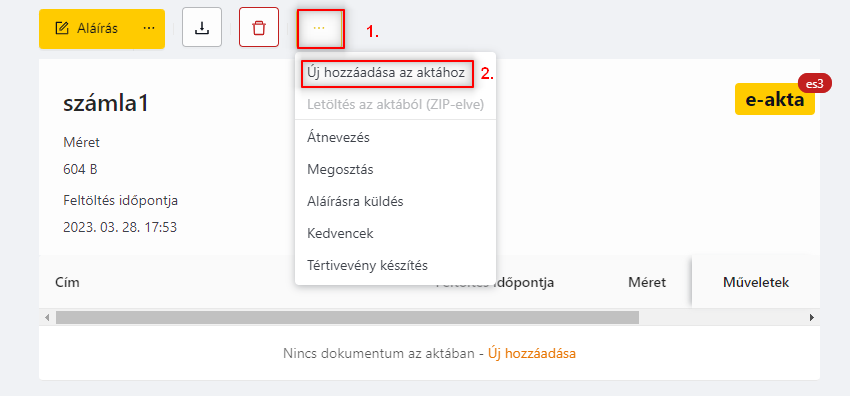 Aláírás ...
...
1.
Új hozzáadása az aktához
2.
Letöltés az aktából (ZIP-elve)
Átnevezés
Megosztás
Aláírásra küldés
Kedvencek
Tértivevény készítés
számla1
es3
e-akta
Méret
604 B
Feltöltés időpontja
2023. 03. 28. 17:53
Cím
Feltöltés időpontja
Méret
Műveletek
Nincs dokumentum az aktában - Új hozzáadása